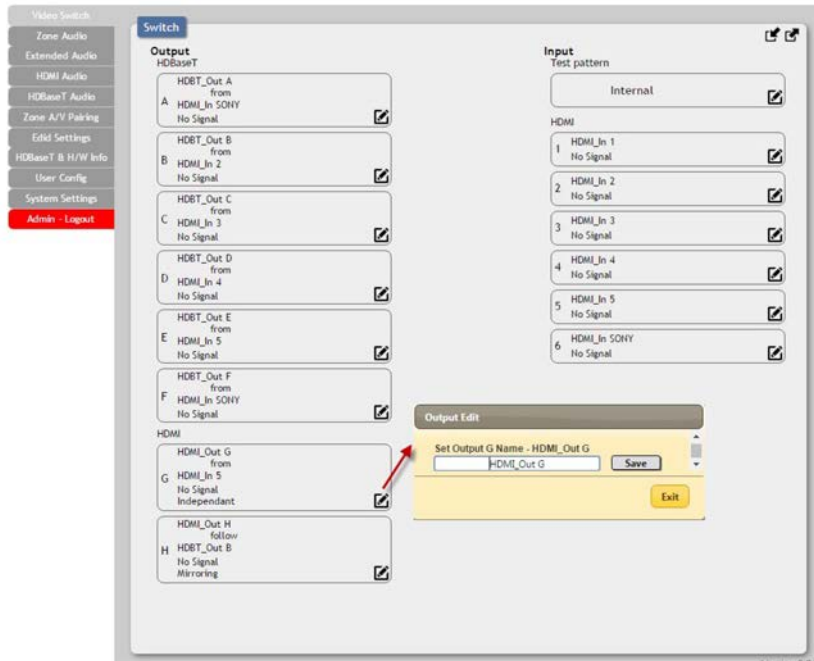 Video Switch
Zone Audio
Extended Audio
HDMI Audio
HDBaseT Audio
Zone A/V Pairing
Edid Settings
HDBaseT & H/W Info
User Config
System Settings
Admin - Logout
Switch
Output
HDBaseT
HDBT_Out A
from
A
HDMI_In SONY
No Signal
HDBT_Out B
from
B
HDMI_In 2
No Signal
HDBT_Out C
from
C
HDMI_In 3
No Signal
HDBT_Out D
from
D
HDMI_In 4
No Signal
HDBT_Out E
from
E
HDMI_In 5
No Signal
HDBT_Out F
from
F
HDMI_In SONY
No Signal
HDMI
HDMI_Out G
from
G
HDMI_In 5
No Signal
Independant
HDMI_Out H
follow
H
HDBT_Out B
No Signal
Mirroring
Input
Test pattern
Internal
HDMI
1
HDMI_In 1
No Signal
2
HDMI_In 2
No Signal
3
HDMI_In 3
No Signal
4
HDMI_In 4
No Signal
5
HDMI_In 5
No Signal
6
HDMI_In SONY
No Signal
Output Edit
Set Output G Name - HDMI_Out G
HDMI_Out G
Save
Exit